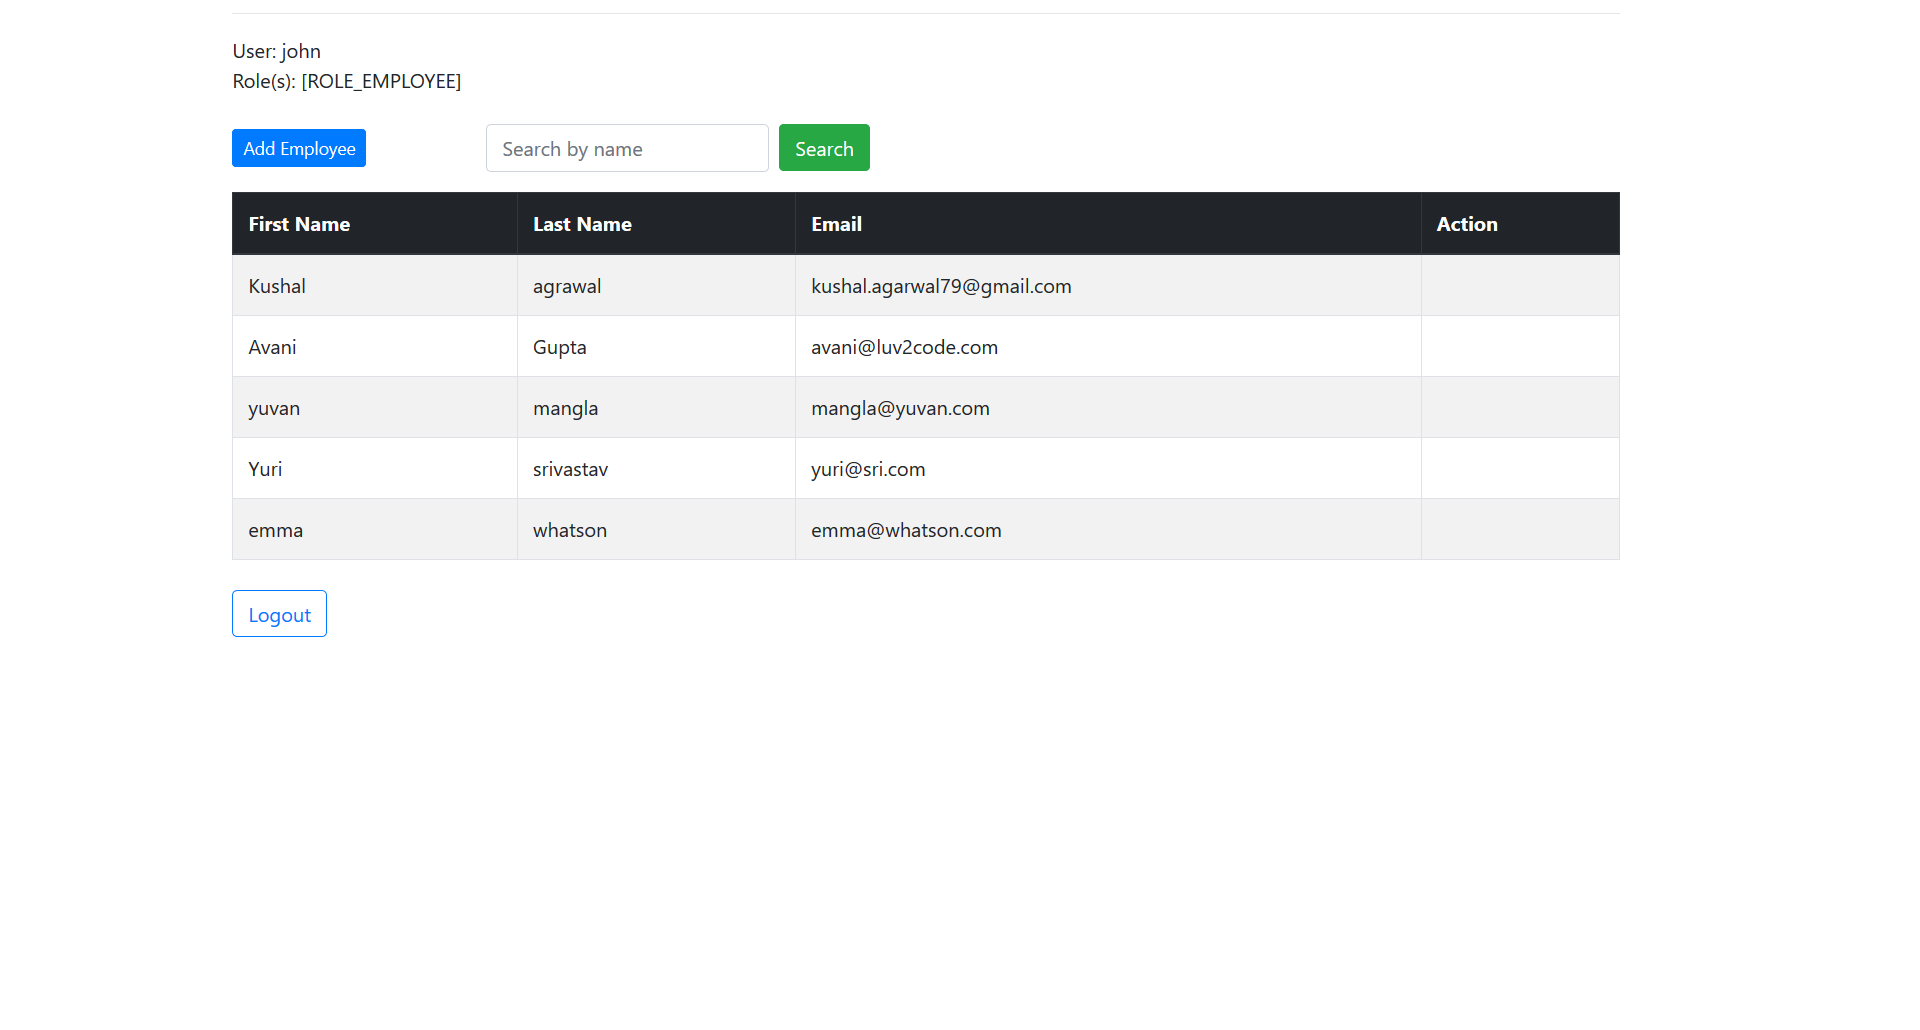 User: john
Role(s): [ROLE_EMPLOYEE]
Add Employee Search by name Search
First Name Last Name Email Action
Kushal agrawal kushal.agarwal79@gmail.com
Avani Gupta avani@luv2code.com
yuvan mangla mangla@yuvan.com
Yuri srivastav yuri@sri.com
emma whatson emma@whatson.com
Logout